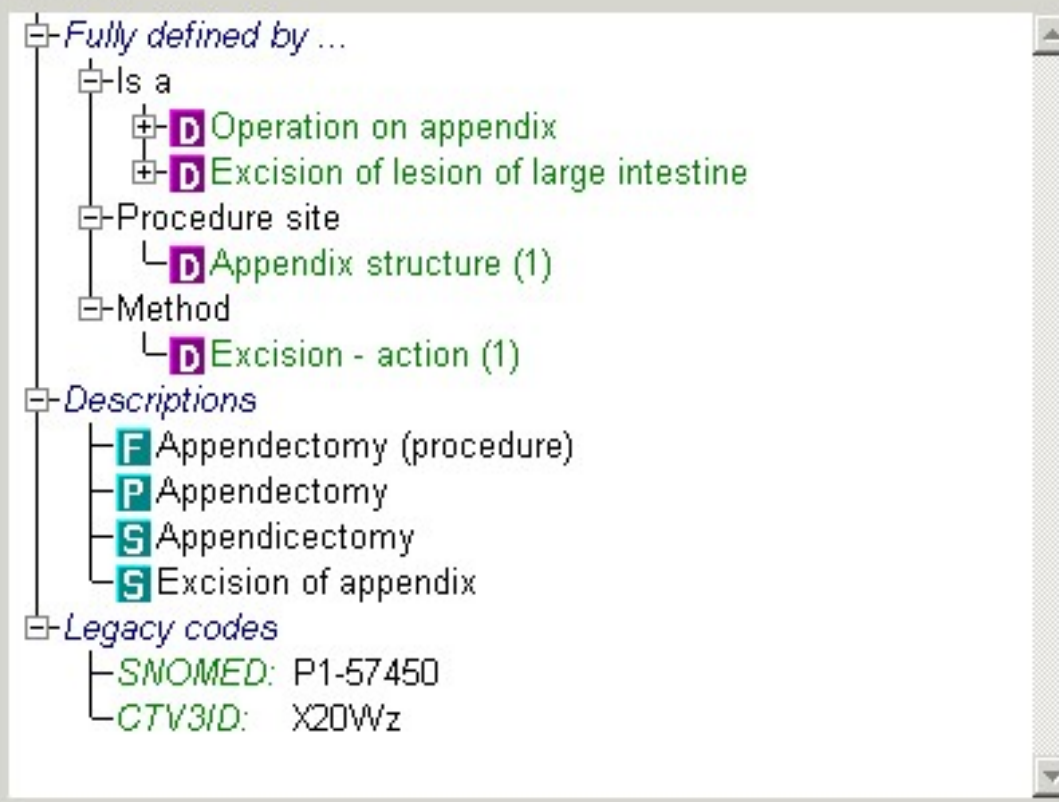 Fully defined by ...
Is a
D Operation on appendix
D Excision of lesion of large intestine
Procedure site
D Appendix structure (1)
Method
D Excision - action (1)
Descriptions
F Appendectomy (procedure)
P Appendectomy
S Appendicectomy
S Excision of appendix
Legacy codes
SNOMED: P1-57450
CTV3ID: X20Wz